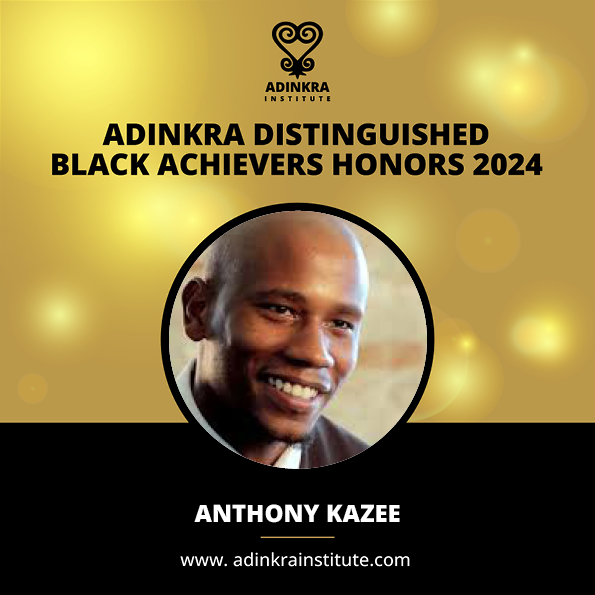 ADINKRA
INSTITUTE
ADINKRA DISTINGUISHED
BLACK ACHIEVERS HONORS 2024
ANTHONY KAZEE
www. adinkrainstitute.com